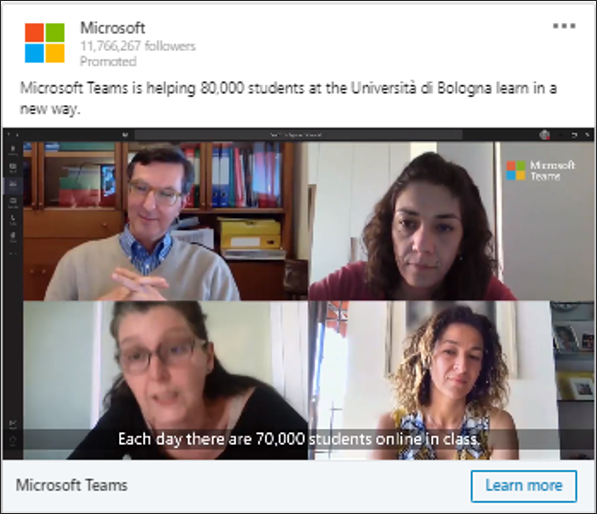 Microsoft
11,766,267 followers
Promoted
Microsoft Teams is helping 80,000 students at the Università di Bologna learn in a
new way.
Microsoft
Teams
Each day there are 70,000 students online in class.
Microsoft Teams
Learn more